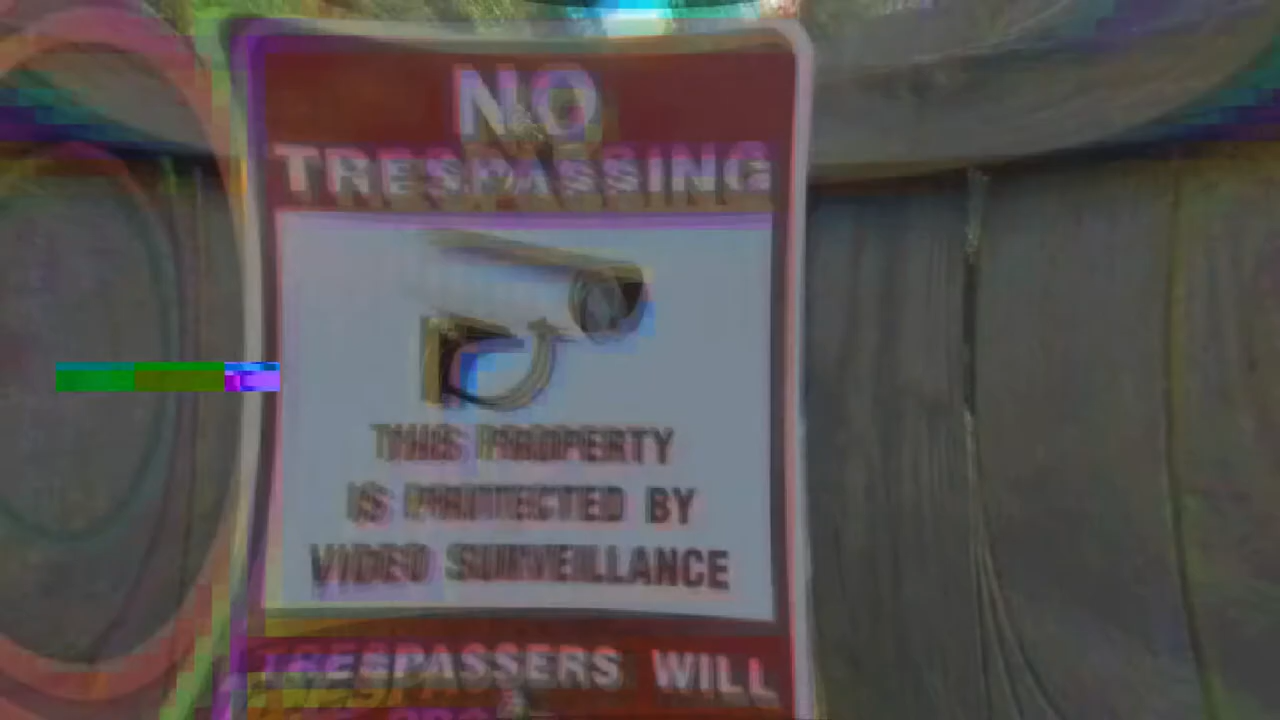 NO
TRESPASSING
THIS PROPERTY
IS PROTECTED BY
VIDEO SURVEILLANCE
TRESPASSERS WILL